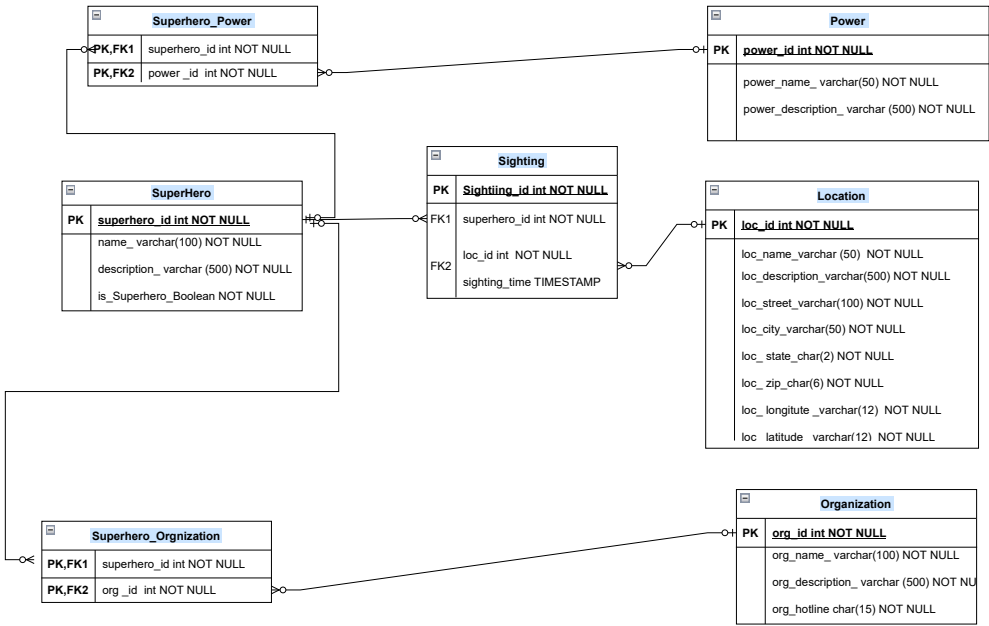 Superhero_Power
PK,FK1 superhero_id int NOT NULL
PK,FK2 power _id int NOT NULL
Power
PK power_id int NOT NULL
power_name_ varchar(50) NOT NULL
power_description_ varchar (500) NOT NULL
Sighting
PK Sightiing_id int NOT NULL
FK1 superhero_id int NOT NULL
loc_id int NOT NULL
FK2
sighting_time TIMESTAMP
SuperHero
PK superhero_id int NOT NULL
name_ varchar(100) NOT NULL
description_ varchar (500) NOT NULL
is_Superhero_Boolean NOT NULL
Location
PK loc_id int NOT NULL
loc_name_varchar (50) NOT NULL
loc_description_varchar(500) NOT NULL
loc_street_varchar(100) NOT NULL
loc_city_varchar(50) NOT NULL
loc_ state_char(2) NOT NULL
loc_ zip_char(6) NOT NULL
loc_ longitute _varchar(12) NOT NULL
loc_ latitude_ varchar(12) NOT NULL
Superhero_Orgnization
PK,FK1 superhero_id int NOT NULL
PK,FK2 org _id int NOT NULL
Organization
PK org_id int NOT NULL
org_name_ varchar(100) NOT NULL
org_description_ varchar (500) NOT NU
org_hotline char(15) NOT NULL